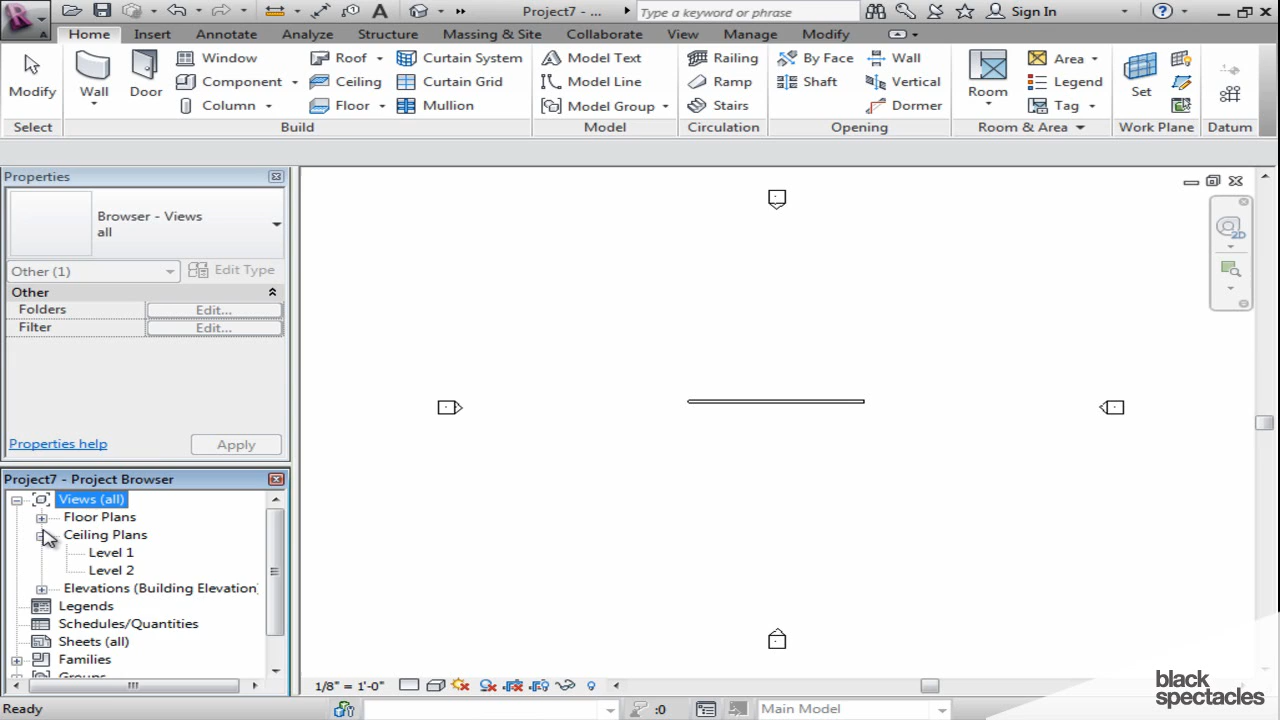 Project7 - ...
Type a keyword or phrase
Sign In
Home Insert Annotate Analyze Structure Massing & Site Collaborate View Manage Modify
Modify
Wall
Door
Window
Component
Column
Roof
Ceiling
Floor
Curtain System
Curtain Grid
Mullion
Model Text
Model Line
Model Group
Railing
Ramp
Stairs
By Face
Shaft
Wall
Vertical
Dormer
Room
Area
Legend
Tag
Set
Select Build Model Circulation Opening Room & Area Work Plane Datum
Properties
Browser - Views
all
Other (1)
Edit Type
Other
Folders Edit...
Filter Edit...
Properties help
Apply
Project7 - Project Browser
Views (all)
Floor Plans
Ceiling Plans
Level 1
Level 2
Elevations (Building Elevation)
Legends
Schedules/Quantities
Sheets (all)
Families
Groups
2D
1/8" = 1'-0"
Ready
:0
Main Model
black
spectacles